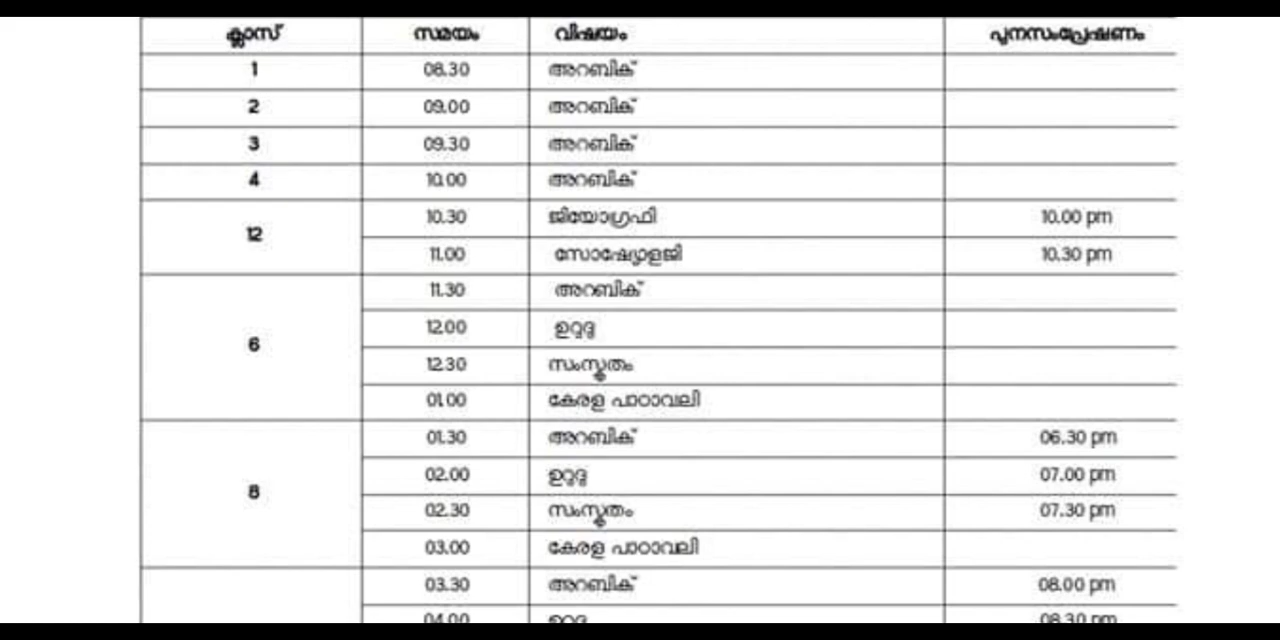 ക്ലാസ് സമയം വിഷയം പുനസംപ്രേഷണം
1 08.30 അറബിക്
2 09.00 അറബിക്
3 09.30 അറബിക്
4 10.00 അറബിക്
12 10.30 ജിയോഗ്രഫി 10.00 pm
11.00 സോഷ്യോളജി 10.30 pm
6 11.30 അറബിക്
12.00 ഉറുദു
12.30 സംസ്കൃതം
01.00 കേരള പാഠാവലി
8 01.30 അറബിക് 06.30 pm
02.00 ഉറുദു 07.00 pm
02.30 സംസ്കൃതം 07.30 pm
03.00 കേരള പാഠാവലി
03.30 അറബിക് 08.00 pm
04.00 ഉറുദു 08.30 pm